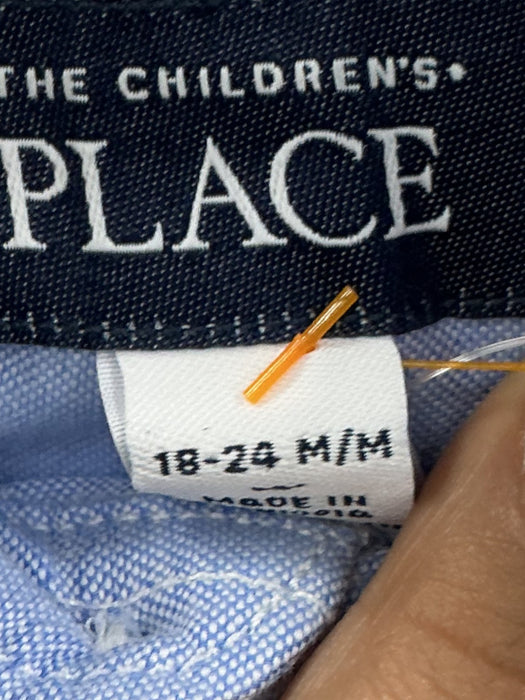 THE CHILDREN'S
PLACE
18-24 M/M
MADE IN